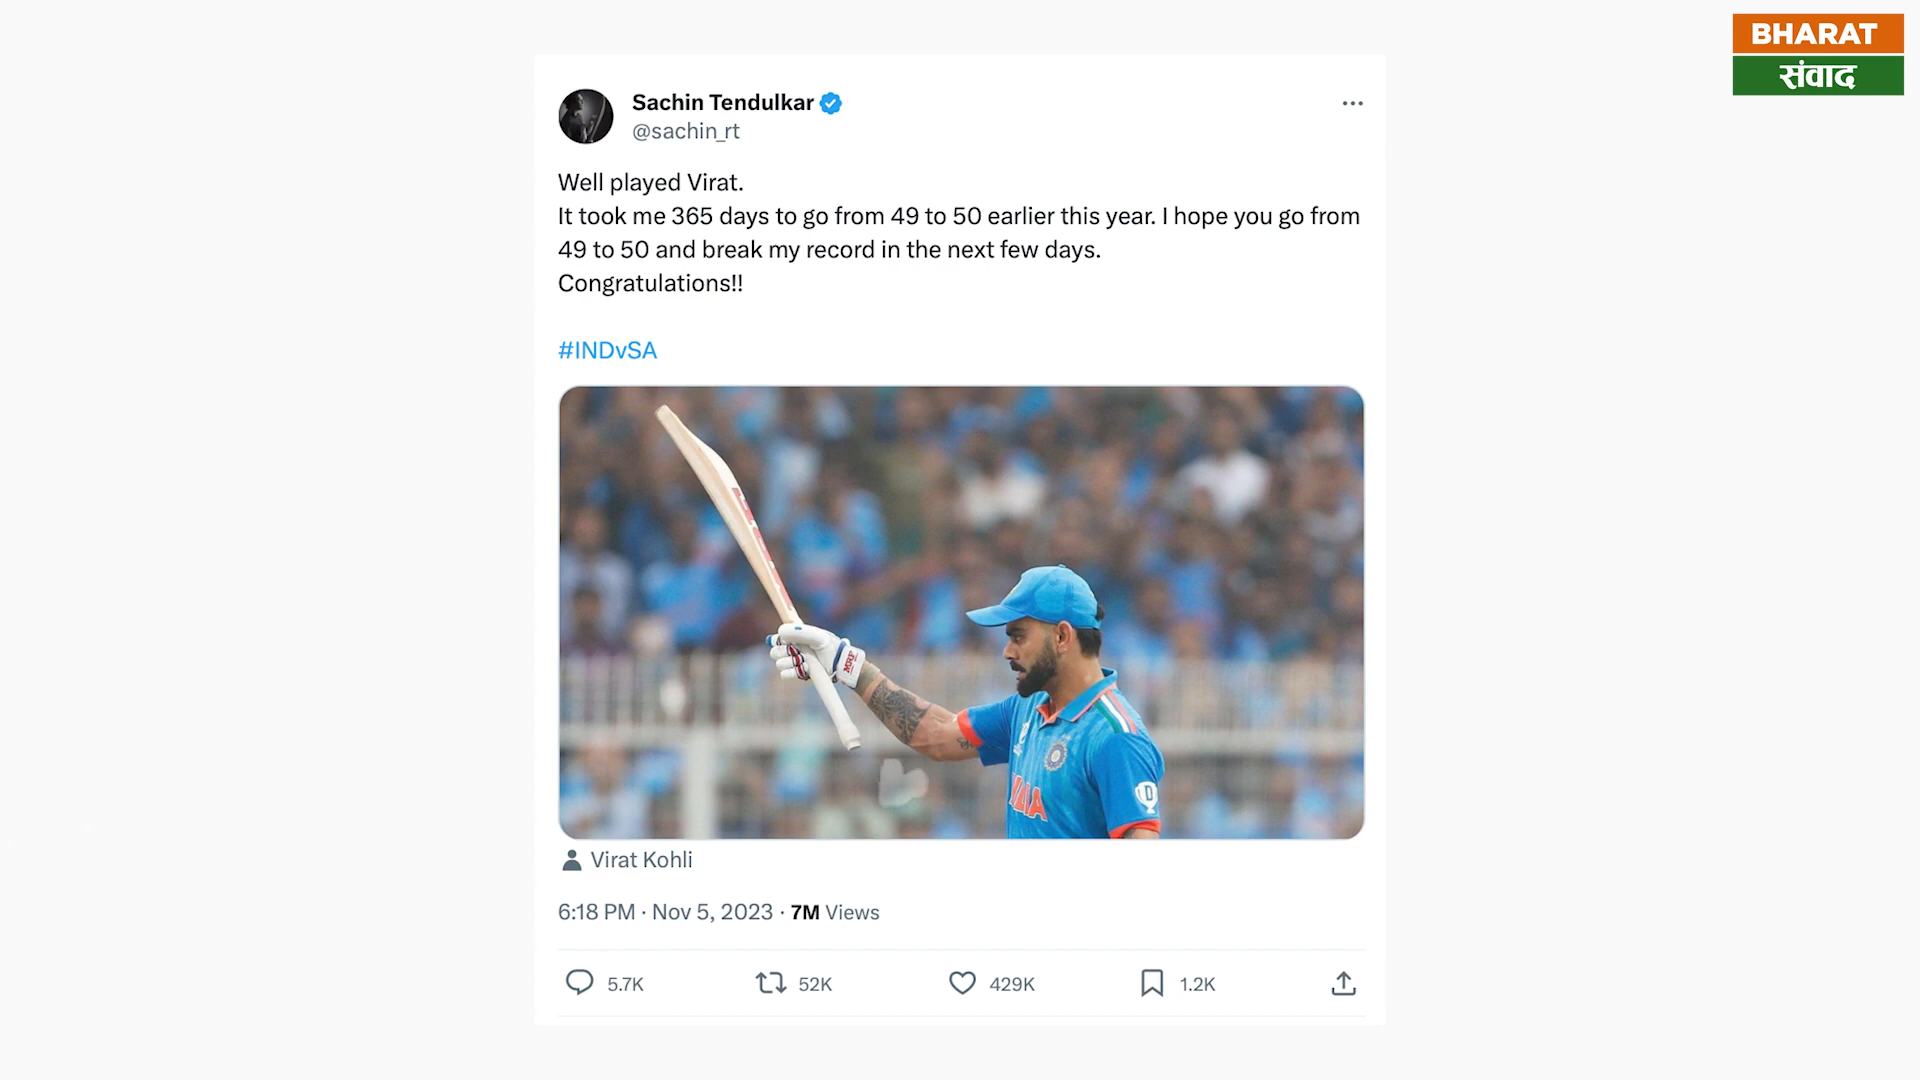 BHARAT
संवाद
Sachin Tendulkar
@sachin_rt
Well played Virat.
It took me 365 days to go from 49 to 50 earlier this year. I hope you go from
49 to 50 and break my record in the next few days.
Congratulations!!
#INDvSA
MRF
INDIA
D
Virat Kohli
6:18 PM · Nov 5, 2023 · 7M Views
5.7K
52K
429K
1.2K